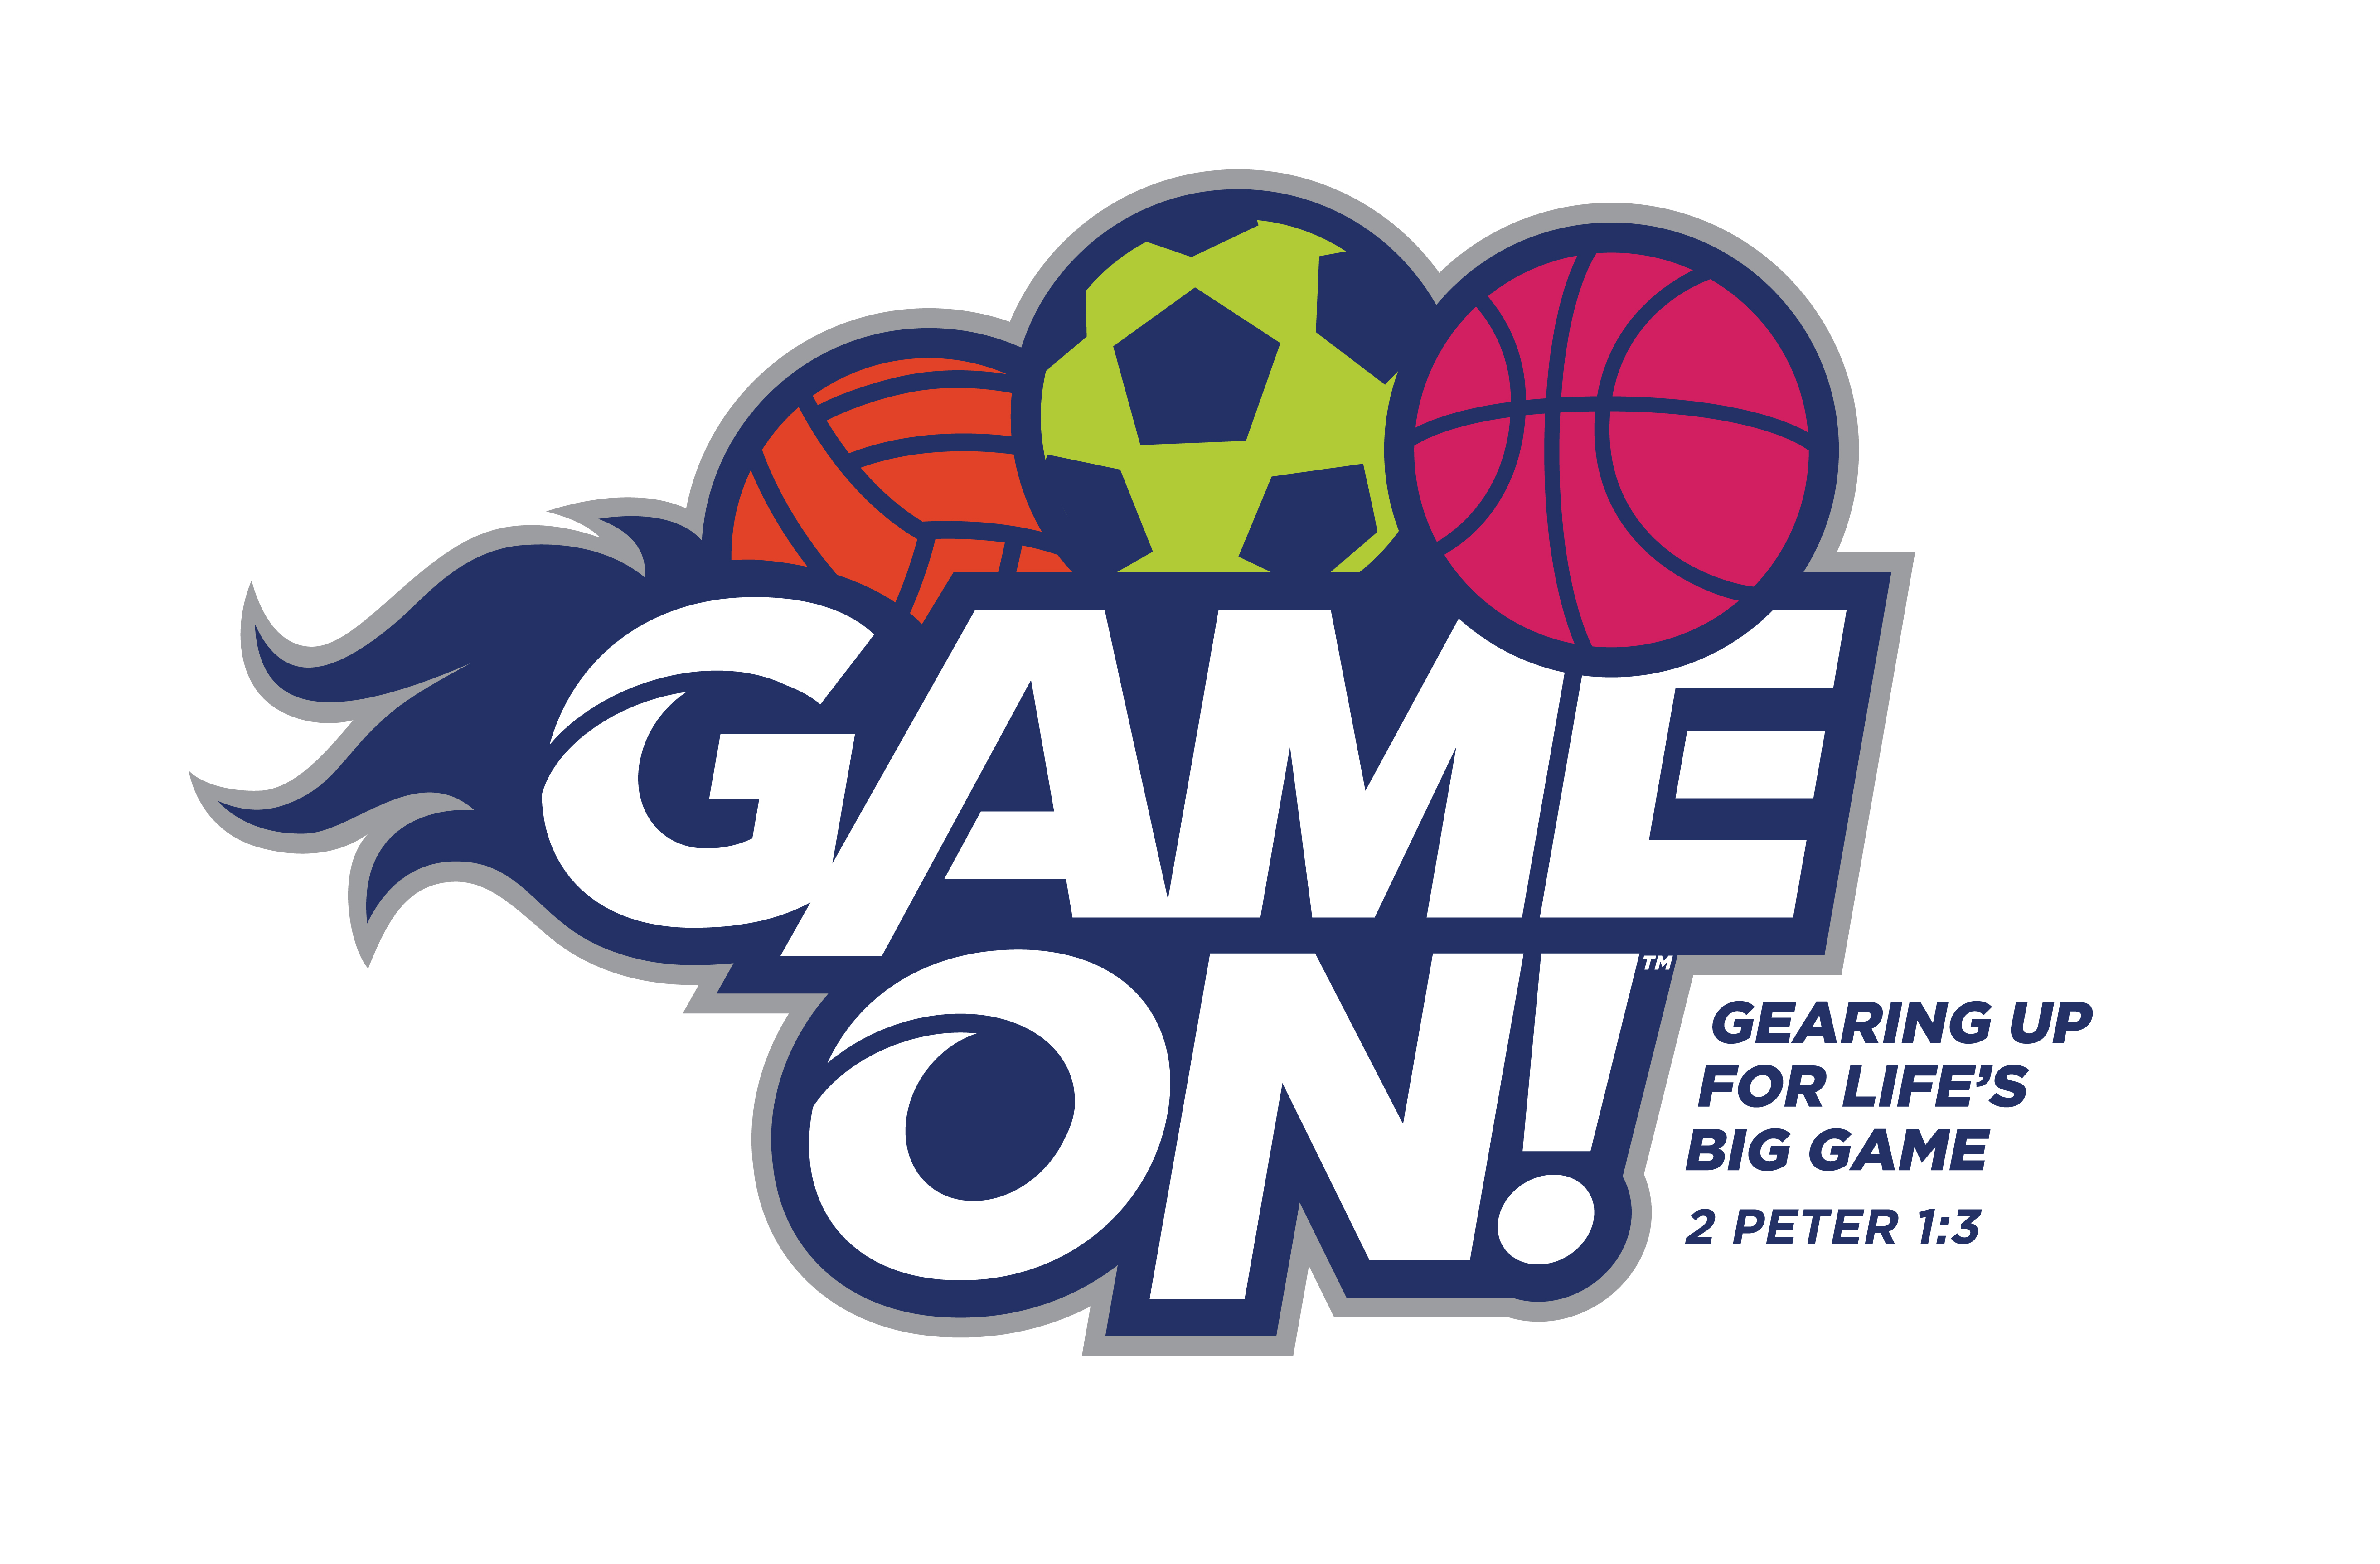 GAME
ON!™
GEARING UP
FOR LIFE'S
BIG GAME
2 PETER 1:3